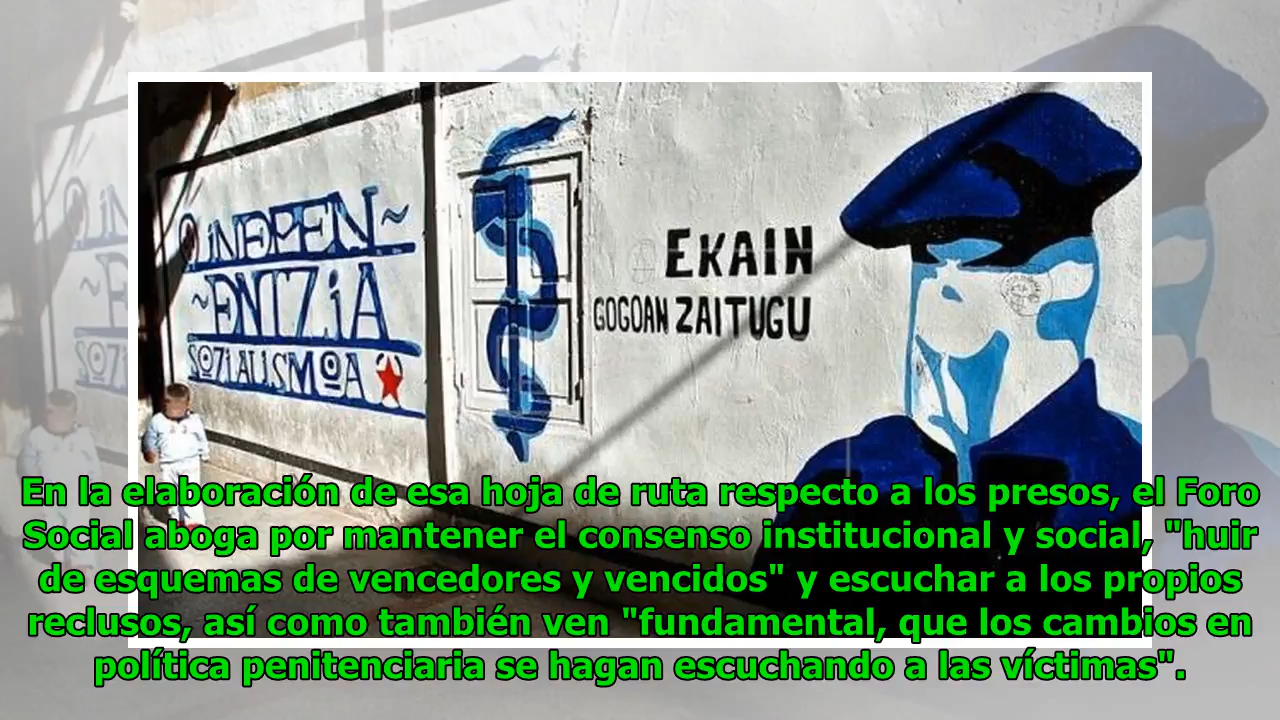 INDEPEN~
~DENTZIA
SOZIALISMOA
EKAIN
GOGOAN ZAITUGU
En la elaboración de esa hoja de ruta respecto a los presos, el Foro
Social aboga por mantener el consenso institucional y social, "huir
de esquemas de vencedores y vencidos" y escuchar a los propios
reclusos, así como también ven "fundamental, que los cambios en
política penitenciaria se hagan escuchando a las víctimas".